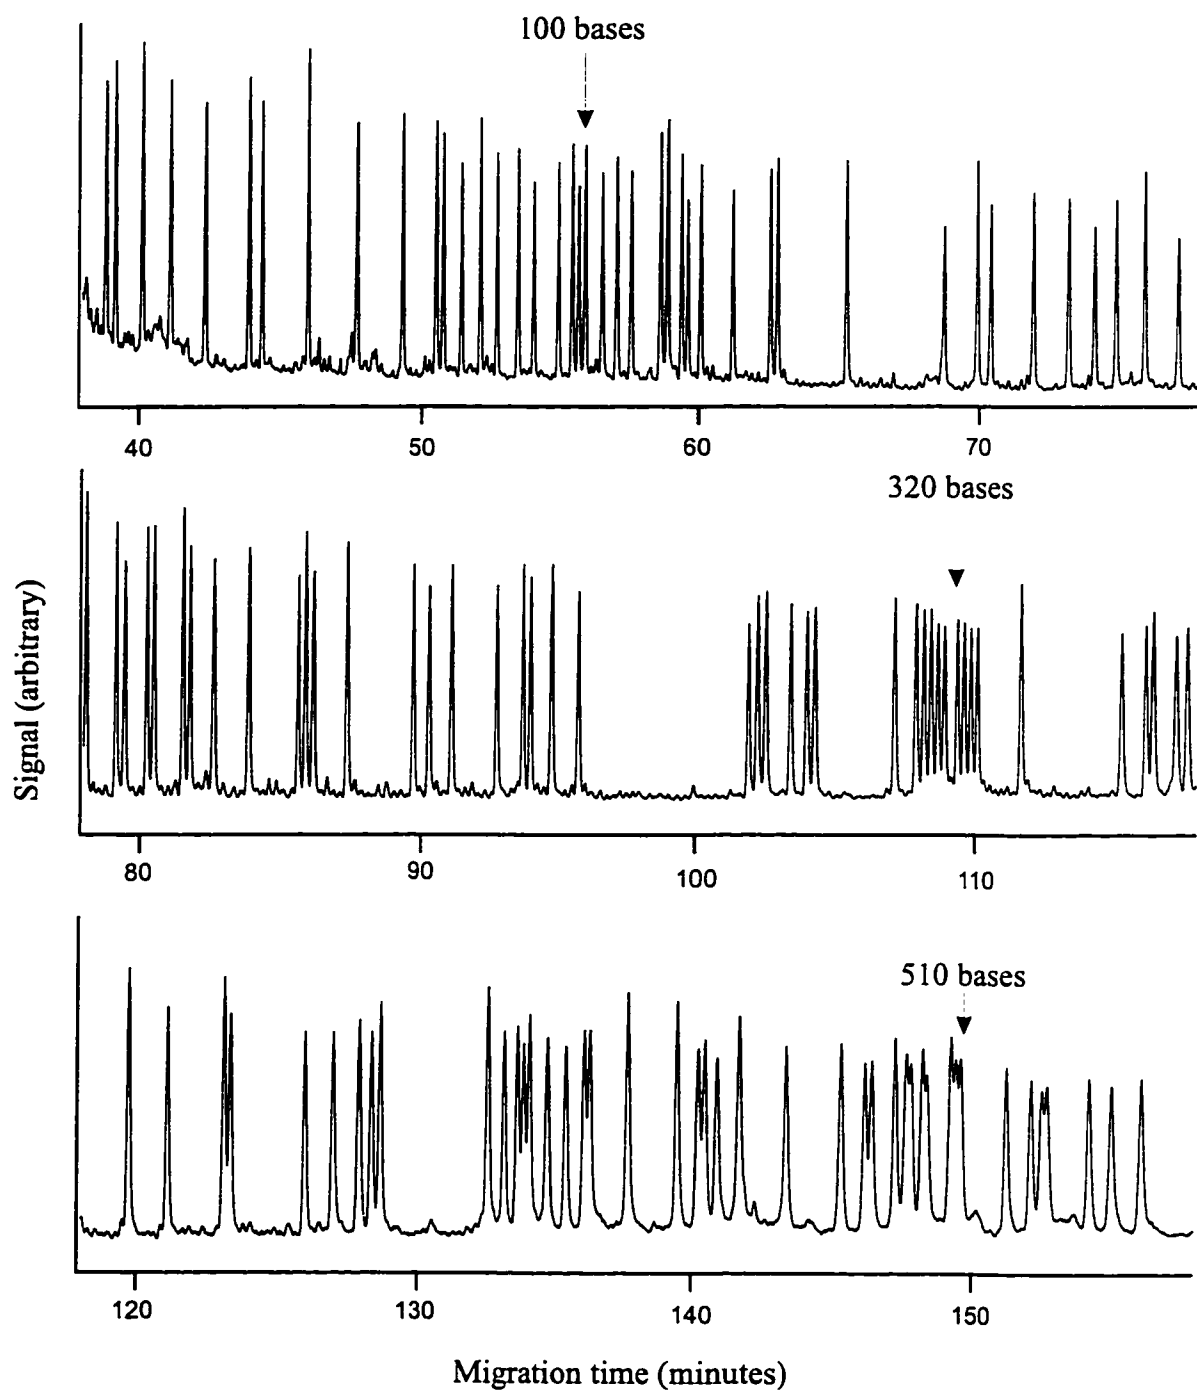 100 bases
40 50 60 70
320 bases
Signal (arbitrary)
80 90 100 110
510 bases
120 130 140 150
Migration time (minutes)